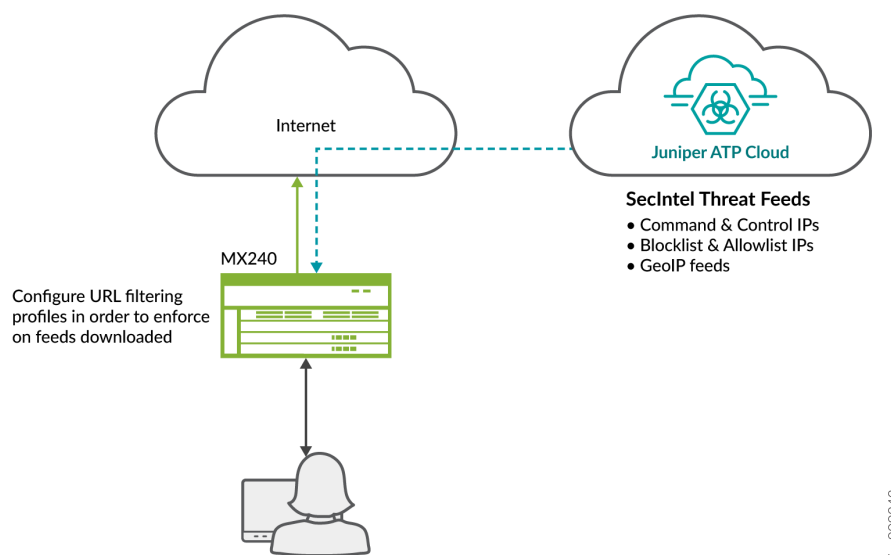 Internet
Juniper ATP Cloud
SecIntel Threat Feeds
• Command & Control IPs
• Blocklist & Allowlist IPs
• GeoIP feeds
MX240
Configure URL filtering
profiles in order to enforce
on feeds downloaded